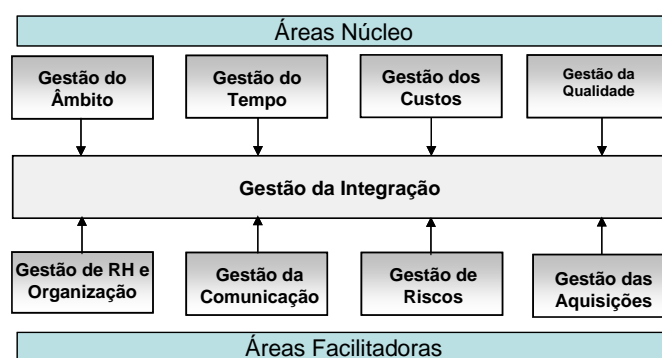 Áreas Núcleo
Gestão do
Âmbito
Gestão do
Tempo
Gestão dos
Custos
Gestão da
Qualidade
Gestão da Integração
Gestão de RH e
Organização
Gestão da
Comunicação
Gestão de
Riscos
Gestão das
Aquisições
Áreas Facilitadoras